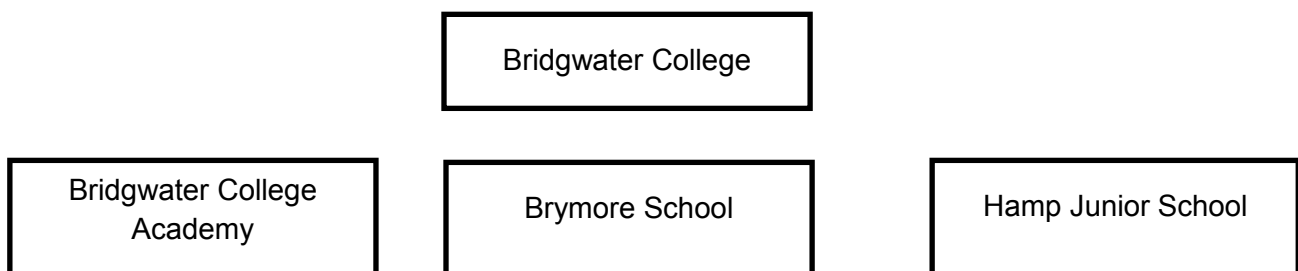 Bridgwater College
Bridgwater College
Academy
Brymore School
Hamp Junior School